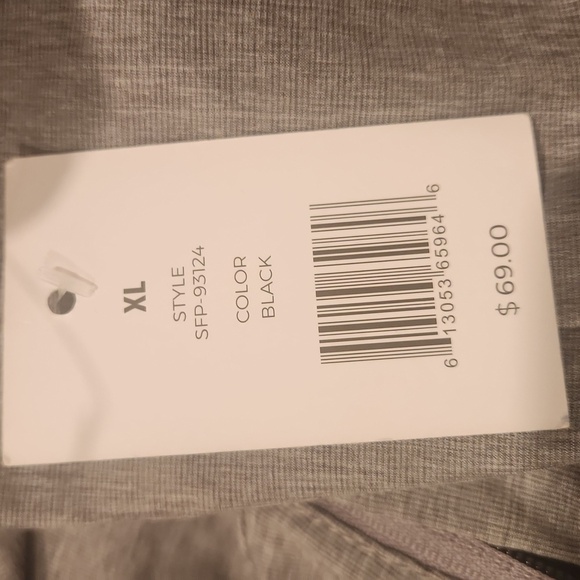 XL
STYLE
SFP-93124
COLOR
BLACK
6 13053 65964 6
$ 69.00